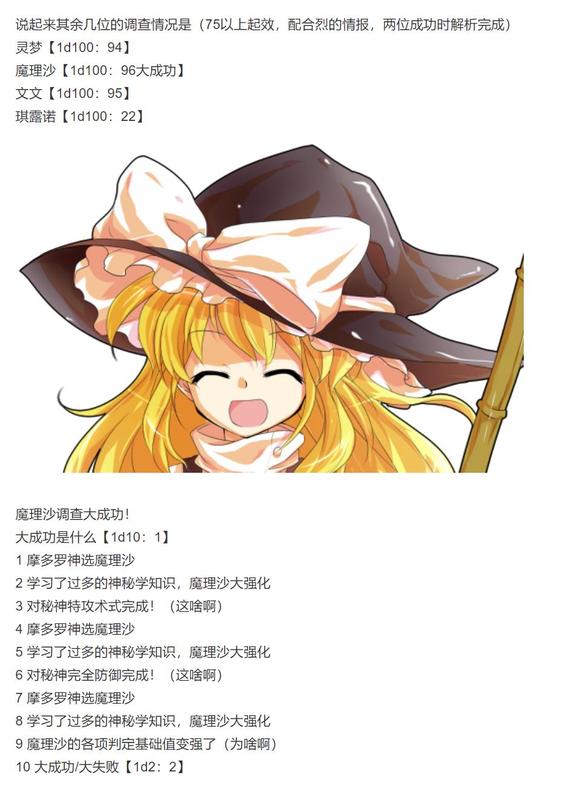 说起来其余几位的调查情况是（75以上起效，配合烈的情报，两位成功时解析完成）
灵梦【1d100：94】
魔理沙【1d100：96大成功】
文文【1d100：95】
琪露诺【1d100：22】
魔理沙调查大成功！
大成功是什么【1d10：1】
1 摩多罗神选魔理沙
2 学习了过多的神秘学知识，魔理沙大强化
3 对秘神特攻术式完成！（这啥啊）
4 摩多罗神选魔理沙
5 学习了过多的神秘学知识，魔理沙大强化
6 对秘神完全防御完成！（这啥啊）
7 摩多罗神选魔理沙
8 学习了过多的神秘学知识，魔理沙大强化
9 魔理沙的各项判定基础值变强了（为啥啊）
10 大成功/大失败【1d2：2】